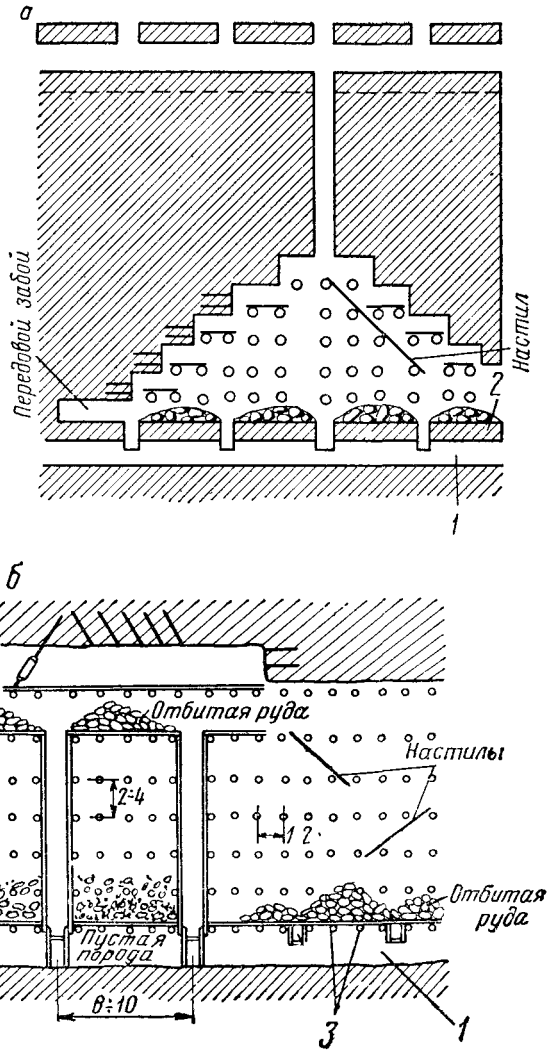 а
Передовой забой
Настил
2
1
б
Отбитая руда
Настилы
2÷4
1 2
Отбитая
руда
Пустая
порода
8÷10
3
1